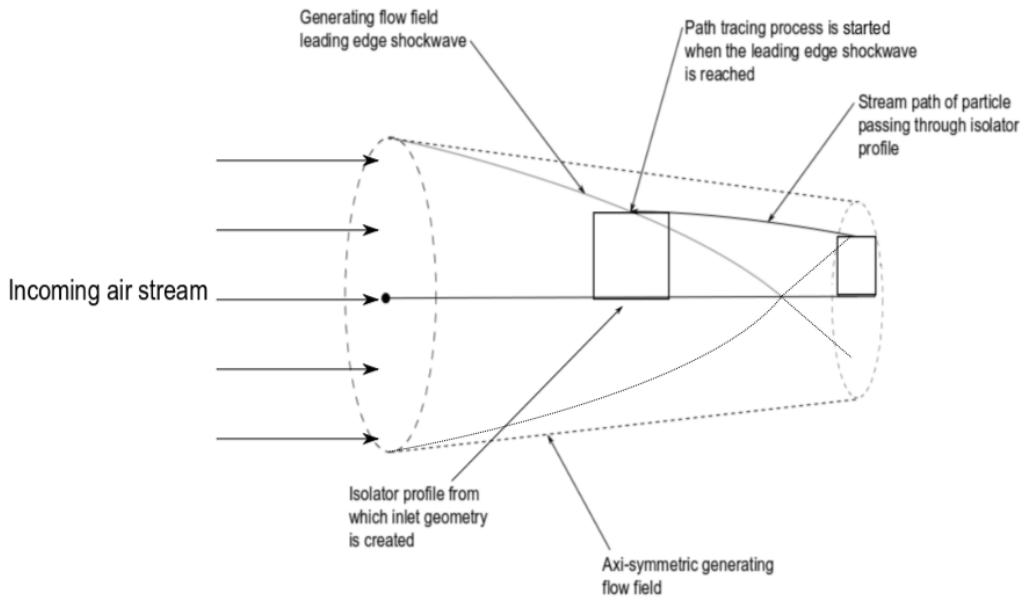 Generating flow field
leading edge shockwave
Path tracing process is started
when the leading edge shockwave
is reached
Stream path of particle
passing through isolator
profile
Incoming air stream
Isolator profile from
which inlet geometry
is created
Axi-symmetric generating
flow field